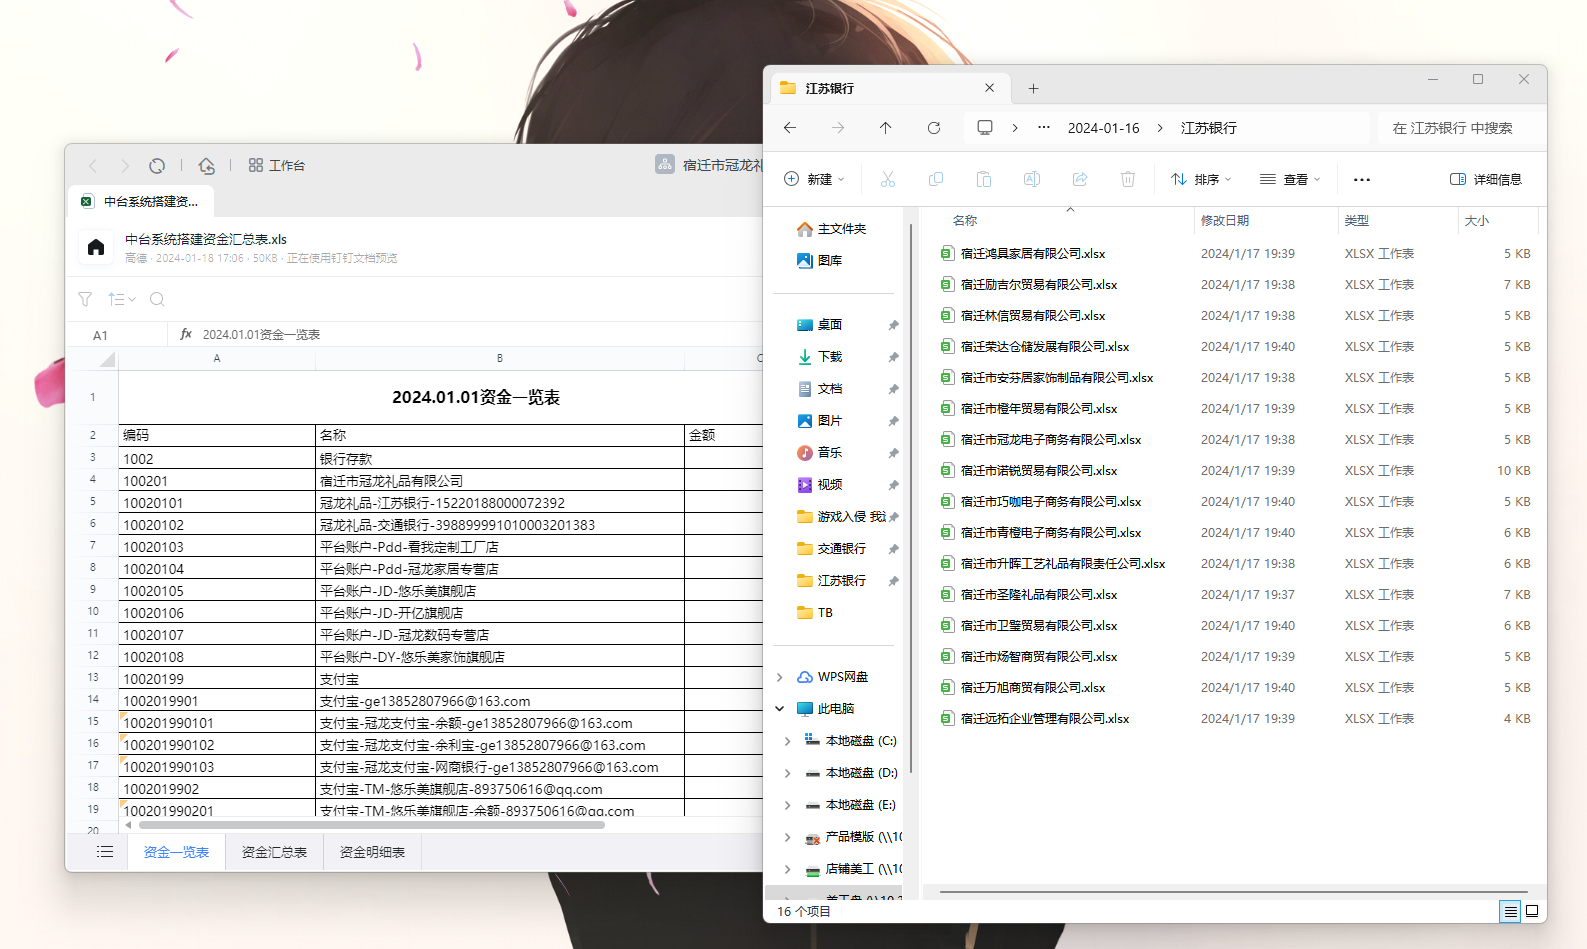 工作台
宿迁市冠龙礼
中台系统搭建资...
中台系统搭建资金汇总表.xls
高德 · 2024-01-18 17:06 · 50KB · 正在使用钉钉文档预览
A1
fx
2024.01.01资金一览表
A
B
C
1
2024.01.01资金一览表
2 编码 名称 金额
3 1002 银行存款
4 100201 宿迁市冠龙礼品有限公司
5 10020101 冠龙礼品-江苏银行-15220188000072392
6 10020102 冠龙礼品-交通银行-398899991010003201383
7 10020103 平台账户-Pdd-看我定制工厂店
8 10020104 平台账户-Pdd-冠龙家居专营店
9 10020105 平台账户-JD-悠乐美旗舰店
10 10020106 平台账户-JD-开亿旗舰店
11 10020107 平台账户-JD-冠龙数码专营店
12 10020108 平台账户-DY-悠乐美家饰旗舰店
13 10020199 支付宝
14 1002019901 支付宝-ge13852807966@163.com
15 100201990101 支付宝-冠龙支付宝-余额-ge13852807966@163.com
16 100201990102 支付宝-冠龙支付宝-余利宝-ge13852807966@163.com
17 100201990103 支付宝-冠龙支付宝-网商银行-ge13852807966@163.com
18 1002019902 支付宝-TM-悠乐美旗舰店-893750616@qq.com
19 100201990201 支付宝-TM-悠乐美旗舰店-余额-893750616@qq.com
20
资金一览表 资金汇总表 资金明细表
江苏银行
2024-01-16
江苏银行
在 江苏银行 中搜索
新建
排序
查看
详细信息
主文件夹
图库
桌面
下载
文档
图片
音乐
视频
游戏入侵 我
交通银行
江苏银行
TB
WPS网盘
此电脑
本地磁盘 (C:)
本地磁盘 (D:)
本地磁盘 (E:)
产品模版 (\\10
店铺美工 (\\10
名称 修改日期 类型 大小
宿迁鸿具家居有限公司.xlsx 2024/1/17 19:39 XLSX 工作表 5 KB
宿迁励吉尔贸易有限公司.xlsx 2024/1/17 19:38 XLSX 工作表 7 KB
宿迁林信贸易有限公司.xlsx 2024/1/17 19:38 XLSX 工作表 5 KB
宿迁荣达仓储发展有限公司.xlsx 2024/1/17 19:40 XLSX 工作表 5 KB
宿迁市安芬居家饰制品有限公司.xlsx 2024/1/17 19:38 XLSX 工作表 5 KB
宿迁市橙年贸易有限公司.xlsx 2024/1/17 19:39 XLSX 工作表 5 KB
宿迁市冠龙电子商务有限公司.xlsx 2024/1/17 19:38 XLSX 工作表 5 KB
宿迁市诺锐贸易有限公司.xlsx 2024/1/17 19:39 XLSX 工作表 10 KB
宿迁市巧咖电子商务有限公司.xlsx 2024/1/17 19:40 XLSX 工作表 5 KB
宿迁市青橙电子商务有限公司.xlsx 2024/1/17 19:40 XLSX 工作表 6 KB
宿迁市升晖工艺礼品有限责任公司.xlsx 2024/1/17 19:38 XLSX 工作表 6 KB
宿迁市圣隆礼品有限公司.xlsx 2024/1/17 19:37 XLSX 工作表 7 KB
宿迁市卫蓥贸易有限公司.xlsx 2024/1/17 19:40 XLSX 工作表 6 KB
宿迁市炀智商贸有限公司.xlsx 2024/1/17 19:39 XLSX 工作表 5 KB
宿迁万旭商贸有限公司.xlsx 2024/1/17 19:40 XLSX 工作表 5 KB
宿迁远拓企业管理有限公司.xlsx 2024/1/17 19:39 XLSX 工作表 4 KB
16 个项目